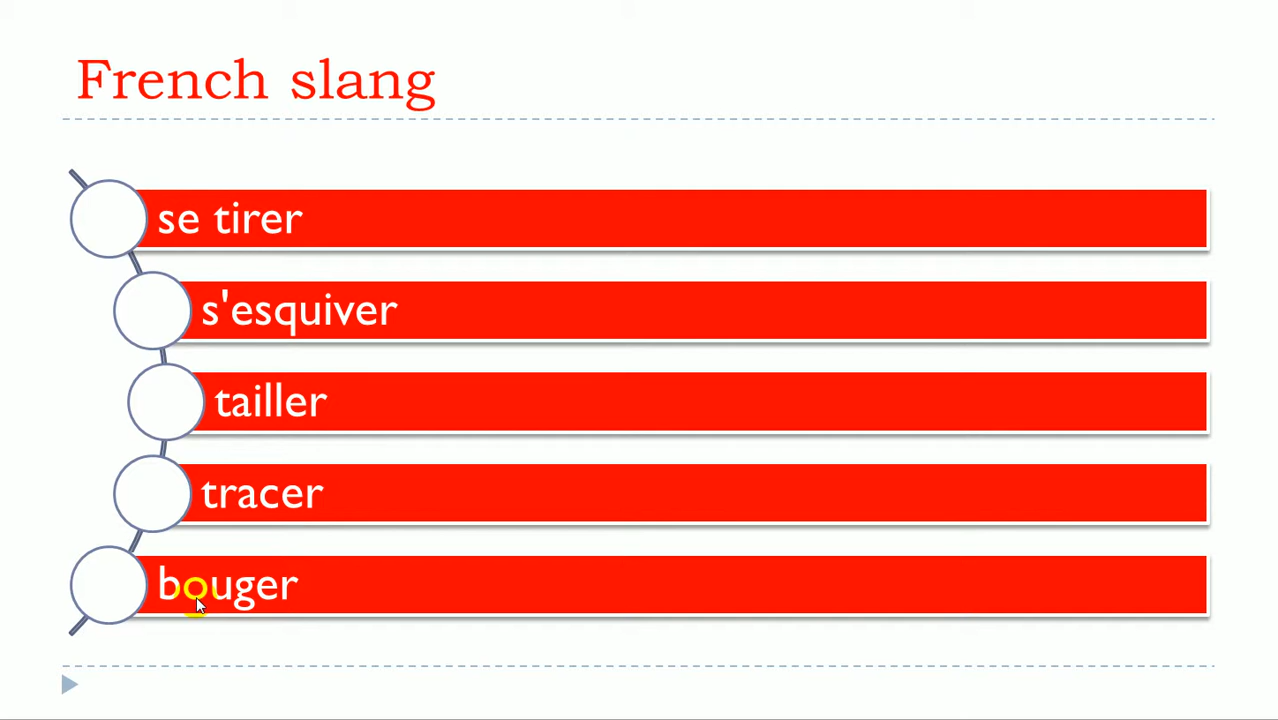 French slang
se tirer
s'esquiver
tailler
tracer
bouger